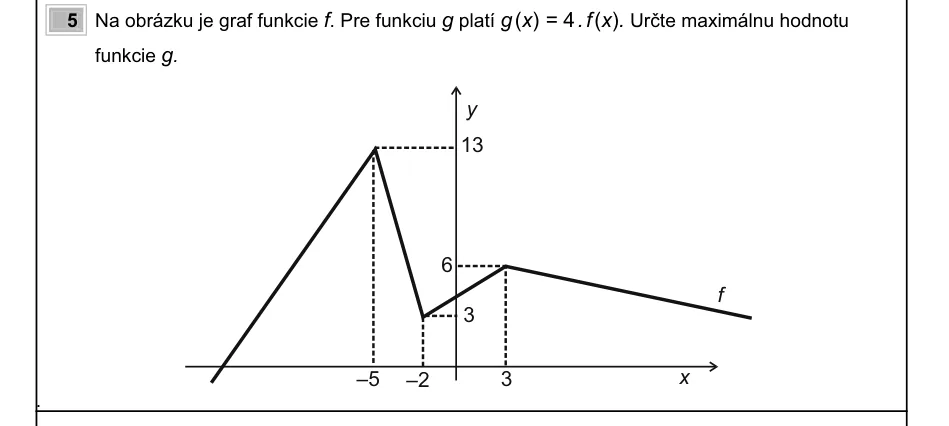 5 Na obrázku je graf funkcie f. Pre funkciu g platí g(x) = 4 . f(x). Určte maximálnu hodnotu
funkcie g.
y
13
6
f
3
–5
–2
3
x